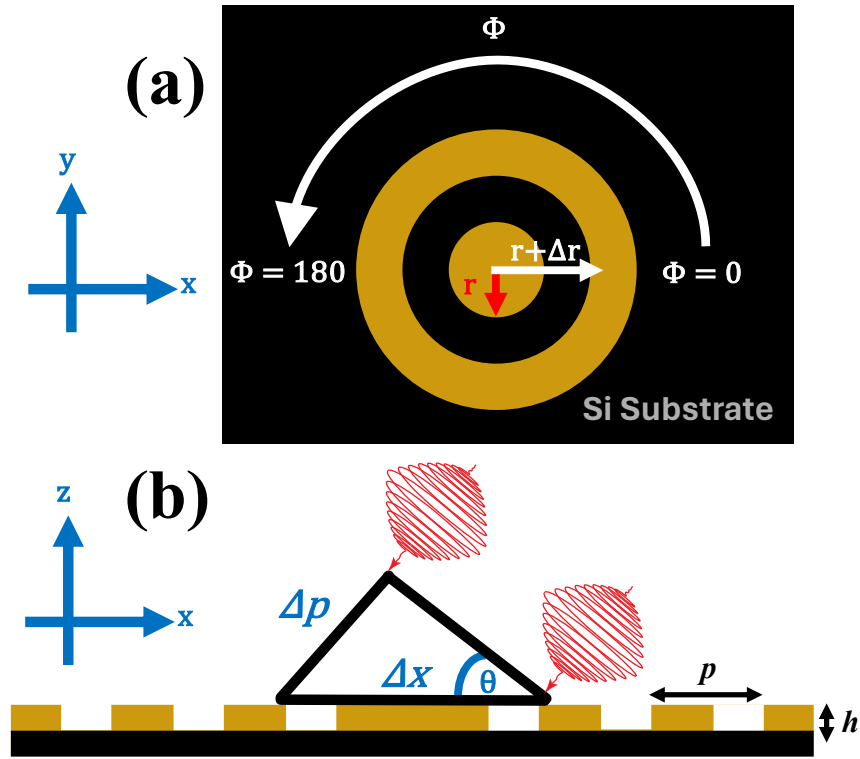 (a)
Φ
y
x
r+Δr
r
Φ = 180
Φ = 0
Si Substrate
(b)
z
x
Δp
Δx
θ
p
h